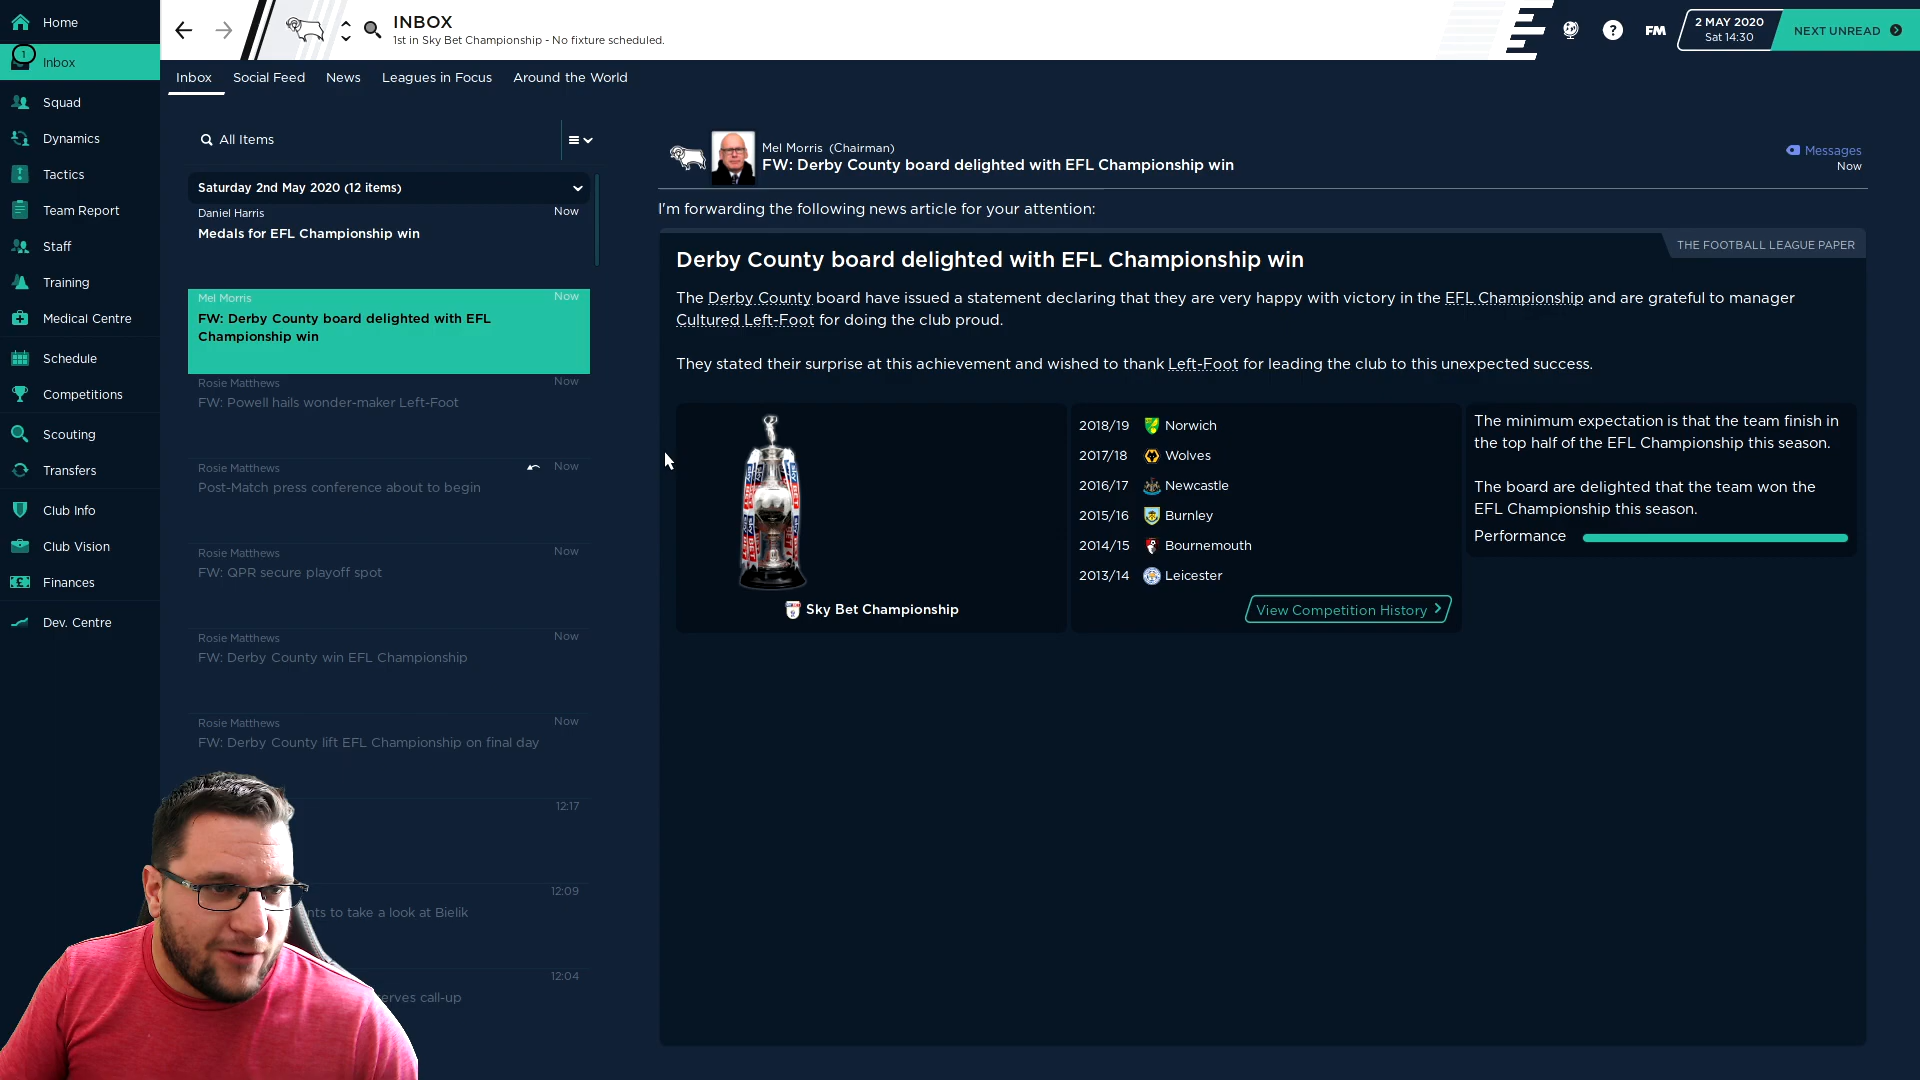 Home
1
Inbox
Squad
Dynamics
Tactics
Team Report
Staff
Training
Medical Centre
Schedule
Competitions
Scouting
Transfers
Club Info
Club Vision
Finances
Dev. Centre
INBOX
1st in Sky Bet Championship - No fixture scheduled.
?
FM
2 MAY 2020
Sat 14:30
NEXT UNREAD
Inbox
Social Feed
News
Leagues in Focus
Around the World
All Items
Saturday 2nd May 2020 (12 items)
Daniel Harris
Now
Medals for EFL Championship win
Mel Morris
Now
FW: Derby County board delighted with EFL
Championship win
Rosie Matthews
Now
FW: Powell hails wonder-maker Left-Foot
Rosie Matthews
Now
Post-Match press conference about to begin
Rosie Matthews
Now
FW: QPR secure playoff spot
Rosie Matthews
Now
FW: Derby County win EFL Championship
Rosie Matthews
Now
FW: Derby County lift EFL Championship on final day
12:17
12:09
nts to take a look at Bielik
12:04
erves call-up
Mel Morris (Chairman)
FW: Derby County board delighted with EFL Championship win
Messages
Now
I'm forwarding the following news article for your attention:
THE FOOTBALL LEAGUE PAPER
Derby County board delighted with EFL Championship win
The Derby County board have issued a statement declaring that they are very happy with victory in the EFL Championship and are grateful to manager
Cultured Left-Foot for doing the club proud.
They stated their surprise at this achievement and wished to thank Left-Foot for leading the club to this unexpected success.
Sky Bet Championship
2018/19 Norwich
2017/18 Wolves
2016/17 Newcastle
2015/16 Burnley
2014/15 Bournemouth
2013/14 Leicester
View Competition History
The minimum expectation is that the team finish in
the top half of the EFL Championship this season.
The board are delighted that the team won the
EFL Championship this season.
Performance